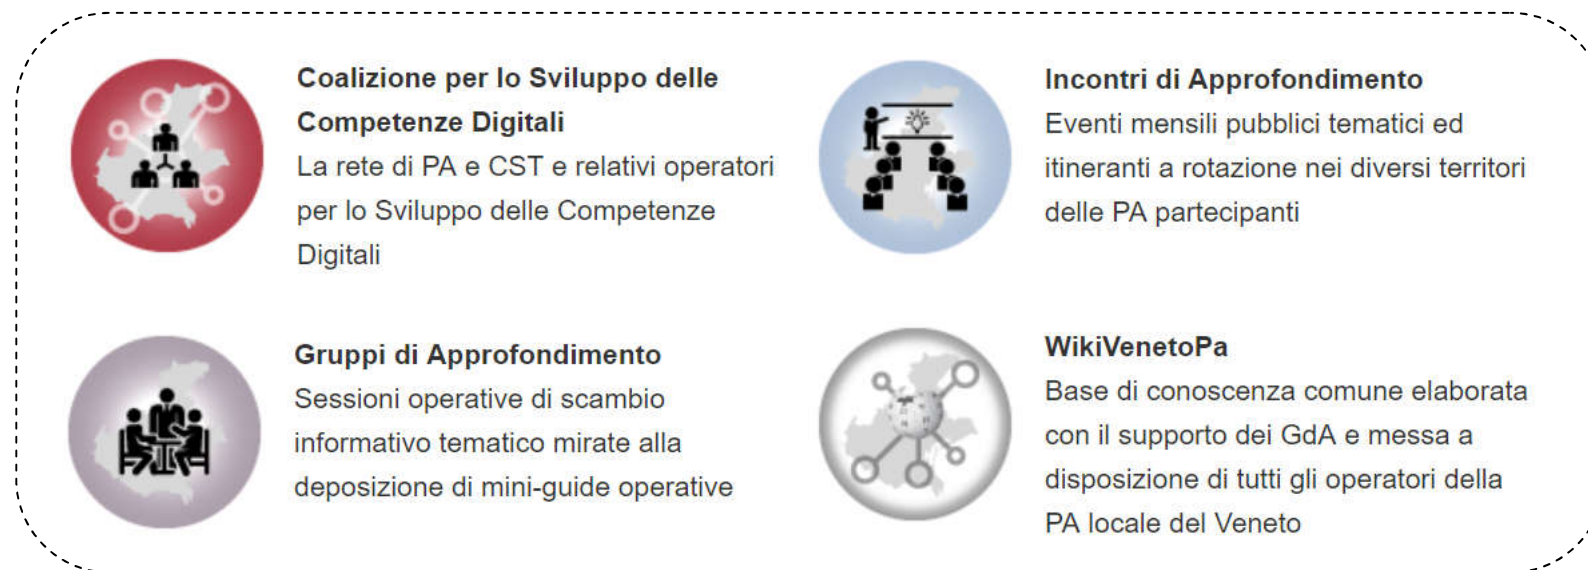 Coalizione per lo Sviluppo delle
Competenze Digitali
La rete di PA e CST e relativi operatori
per lo Sviluppo delle Competenze
Digitali
Incontri di Approfondimento
Eventi mensili pubblici tematici ed
itineranti a rotazione nei diversi territori
delle PA partecipanti
Gruppi di Approfondimento
Sessioni operative di scambio
informativo tematico mirate alla
deposizione di mini-guide operative
WikiVenetoPa
Base di conoscenza comune elaborata
con il supporto dei GdA e messa a
disposizione di tutti gli operatori della
PA locale del Veneto